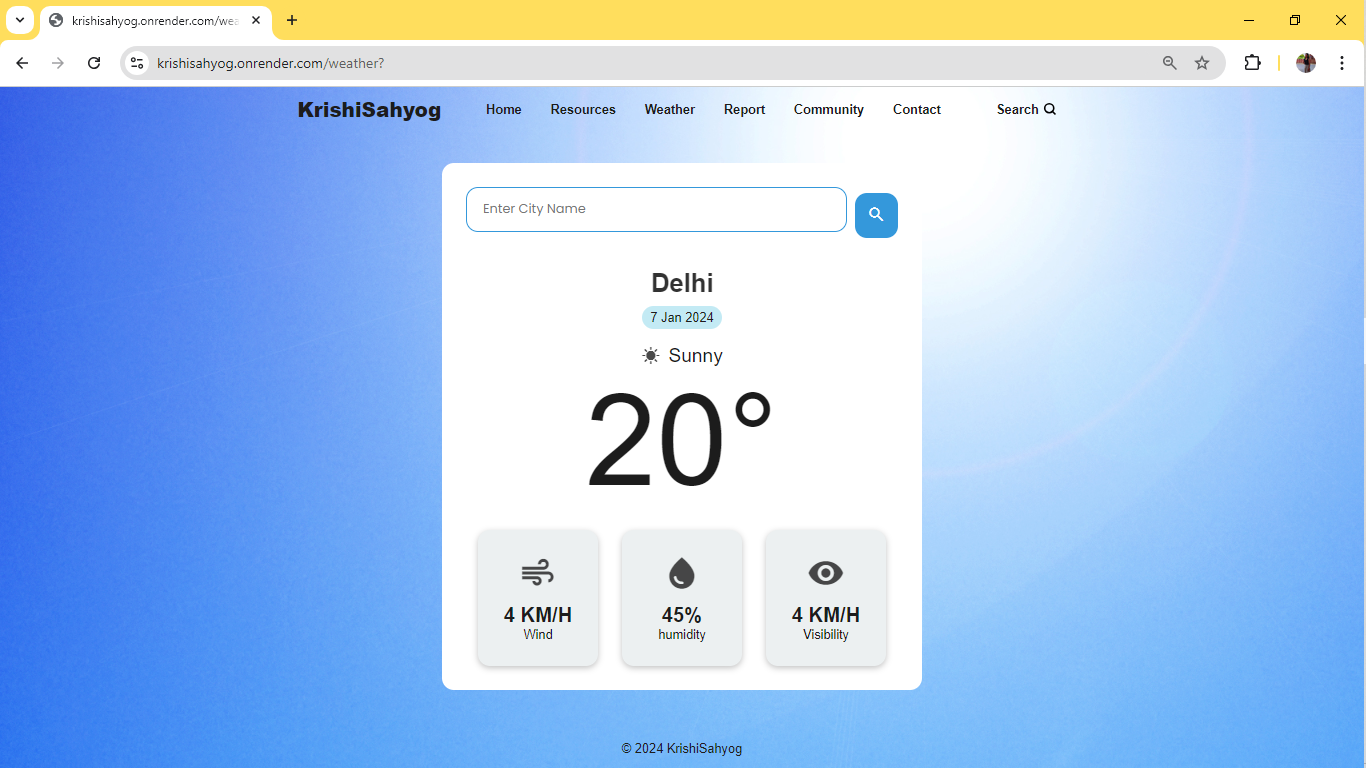 krishisahyog.onrender.com/wea
krishisahyog.onrender.com/weather?
KrishiSahyog Home Resources Weather Report Community Contact Search
Enter City Name
Delhi
7 Jan 2024
Sunny
20°
4 KM/H 45% 4 KM/H
Wind humidity Visibility
© 2024 KrishiSahyog